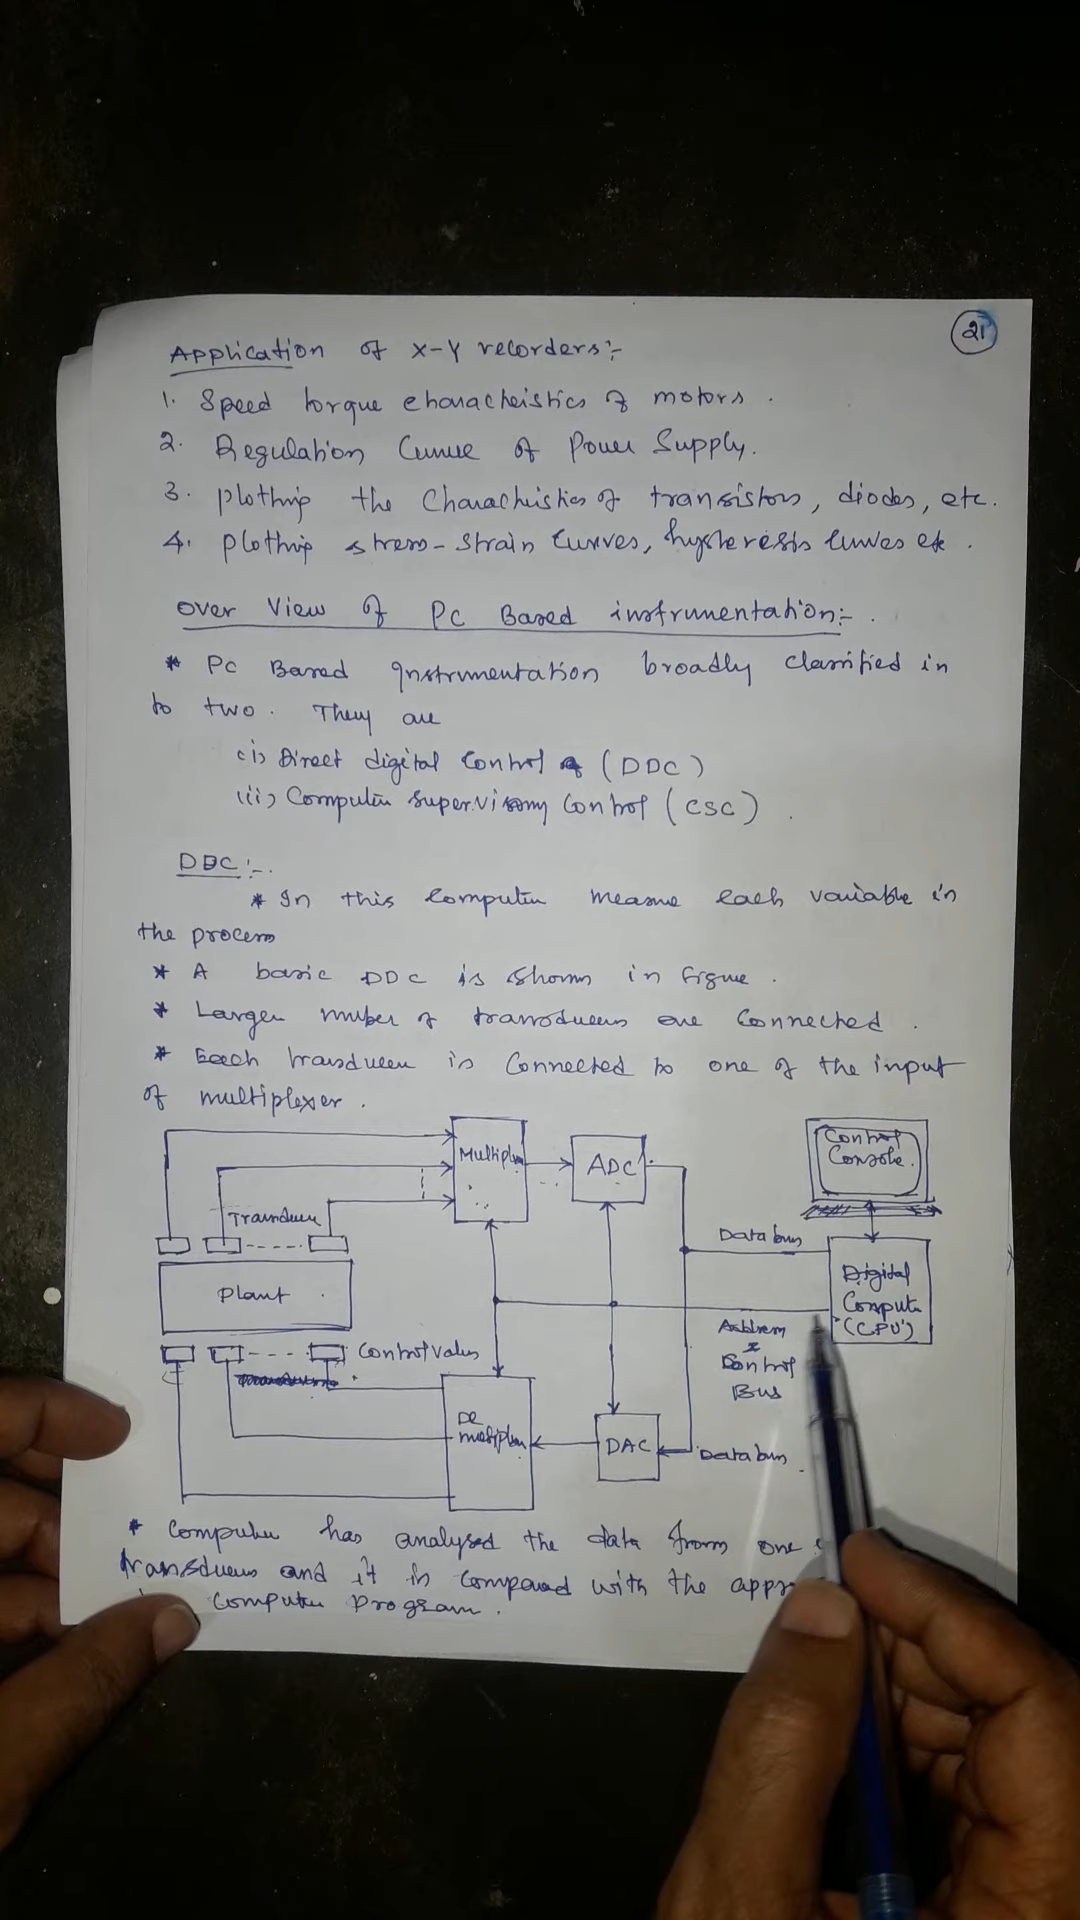 21
Application of X-Y recorders:-
1. Speed torque characteristics of motors.
2. Regulation Curve of Power Supply.
3. plotting the Characteristics of transistors, diodes, etc.
4. plotting stress-strain curves, hysteresis curves etc.
Over View of PC Based instrumentation:-
* PC Based Instrumentation broadly classified in
to two. They are
(i) Direct digital Control (DDC)
(ii) Computer Supervisory Control (CSC).
DDC:-
* In this Computer measure each variable in
the process
* A basic DDC is shown in figure.
* Larger number of transducers are Connected.
* Each transducer is Connected to one of the input
of multiplexer.
Multiplexer
ADC
Control
Console.
Transducer
Data bus
Plant
Digital
Computer
(CPU)
Address
&
Control
Bus
Control valves
De
multiplexer
DAC
Data bus
* Computer has analysed the data from one
transducers and it is compared with the
Computer program.